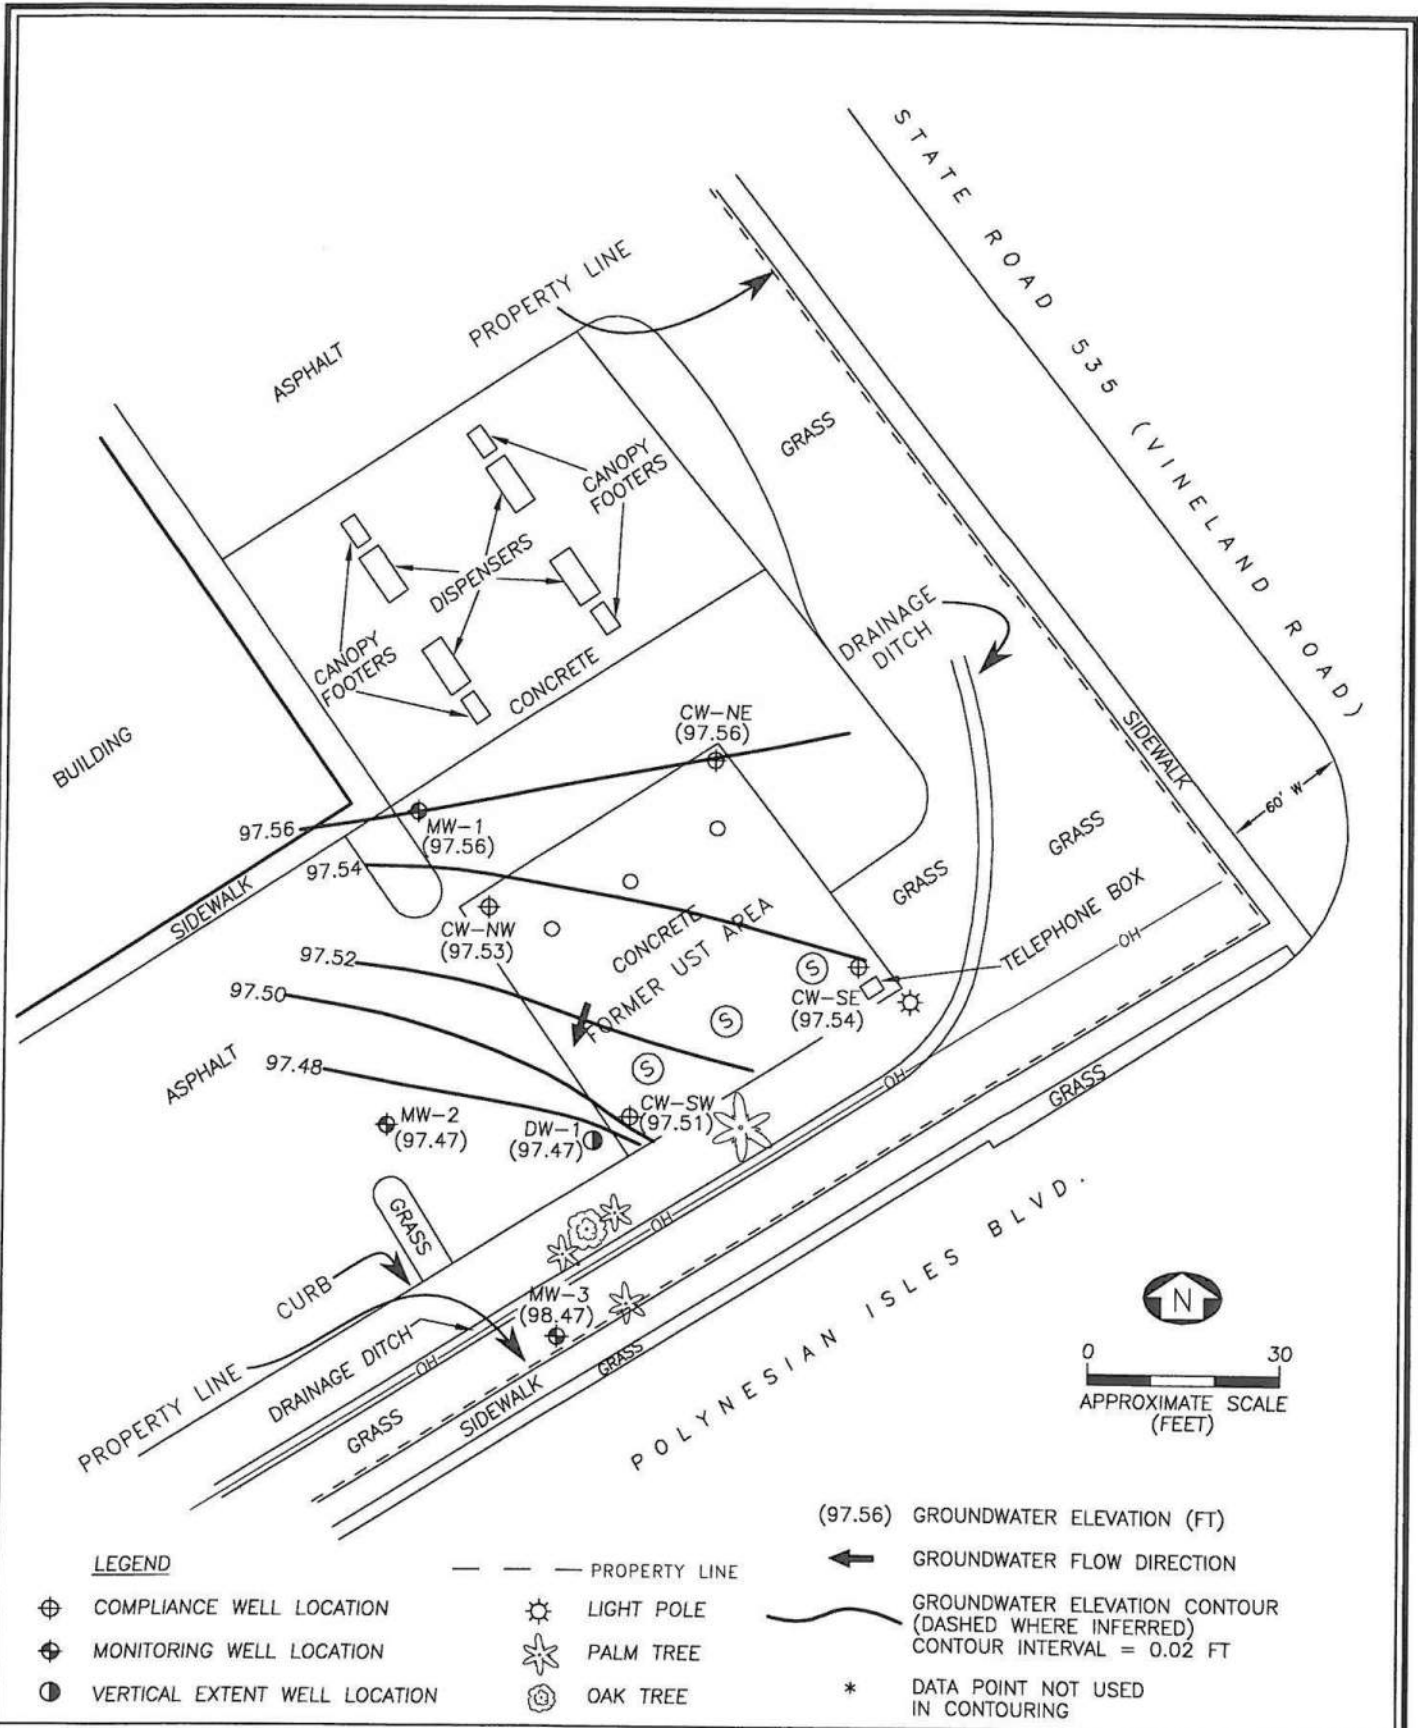 STATE ROAD 535 (VINELAND ROAD)
PROPERTY LINE
ASPHALT
GRASS
CANOPY
FOOTERS
DISPENSERS
DRAINAGE
DITCH
CANOPY
FOOTERS
CONCRETE
CW-NE
(97.56)
SIDEWALK
BUILDING
60' W
97.56
MW-1
(97.56)
GRASS
97.54
GRASS
SIDEWALK
TELEPHONE BOX
CW-NW
(97.53)
CONCRETE
FORMER UST AREA
OH
97.52
S
CW-SE
(97.54)
97.50
S
ASPHALT
97.48
S
OH
GRASS
CW-SW
(97.51)
MW-2
(97.47)
DW-1
(97.47)
GRASS
OH
POLYNESIAN ISLES BLVD.
CURB
MW-3
(98.47)
N
PROPERTY LINE
DRAINAGE DITCH
OH
GRASS
SIDEWALK
GRASS
0 30
APPROXIMATE SCALE
(FEET)
LEGEND
COMPLIANCE WELL LOCATION
MONITORING WELL LOCATION
VERTICAL EXTENT WELL LOCATION
PROPERTY LINE
LIGHT POLE
PALM TREE
OAK TREE
(97.56) GROUNDWATER ELEVATION (FT)
GROUNDWATER FLOW DIRECTION
GROUNDWATER ELEVATION CONTOUR
(DASHED WHERE INFERRED)
CONTOUR INTERVAL = 0.02 FT
* DATA POINT NOT USED
IN CONTOURING